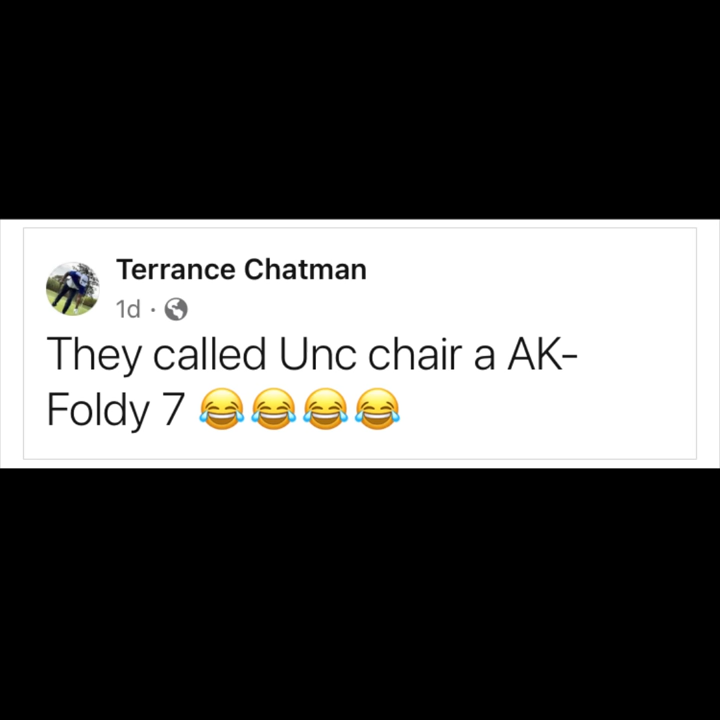 Terrance Chatman
1d ·
They called Unc chair a AK-
Foldy 7 😂😂😂😂